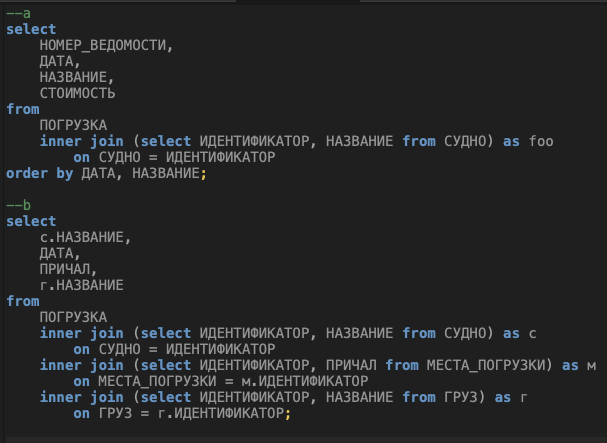 --a
select
НОМЕР_ВЕДОМОСТИ,
ДАТА,
НАЗВАНИЕ,
СТОИМОСТЬ
from
ПОГРУЗКА
inner join (select ИДЕНТИФИКАТОР, НАЗВАНИЕ from СУДНО) as foo
on СУДНО = ИДЕНТИФИКАТОР
order by ДАТА, НАЗВАНИЕ;
--b
select
с.НАЗВАНИЕ,
ДАТА,
ПРИЧАЛ,
г.НАЗВАНИЕ
from
ПОГРУЗКА
inner join (select ИДЕНТИФИКАТОР, НАЗВАНИЕ from СУДНО) as с
on СУДНО = ИДЕНТИФИКАТОР
inner join (select ИДЕНТИФИКАТОР, ПРИЧАЛ from МЕСТА_ПОГРУЗКИ) as м
on МЕСТА_ПОГРУЗКИ = м.ИДЕНТИФИКАТОР
inner join (select ИДЕНТИФИКАТОР, НАЗВАНИЕ from ГРУЗ) as г
on ГРУЗ = г.ИДЕНТИФИКАТОР;